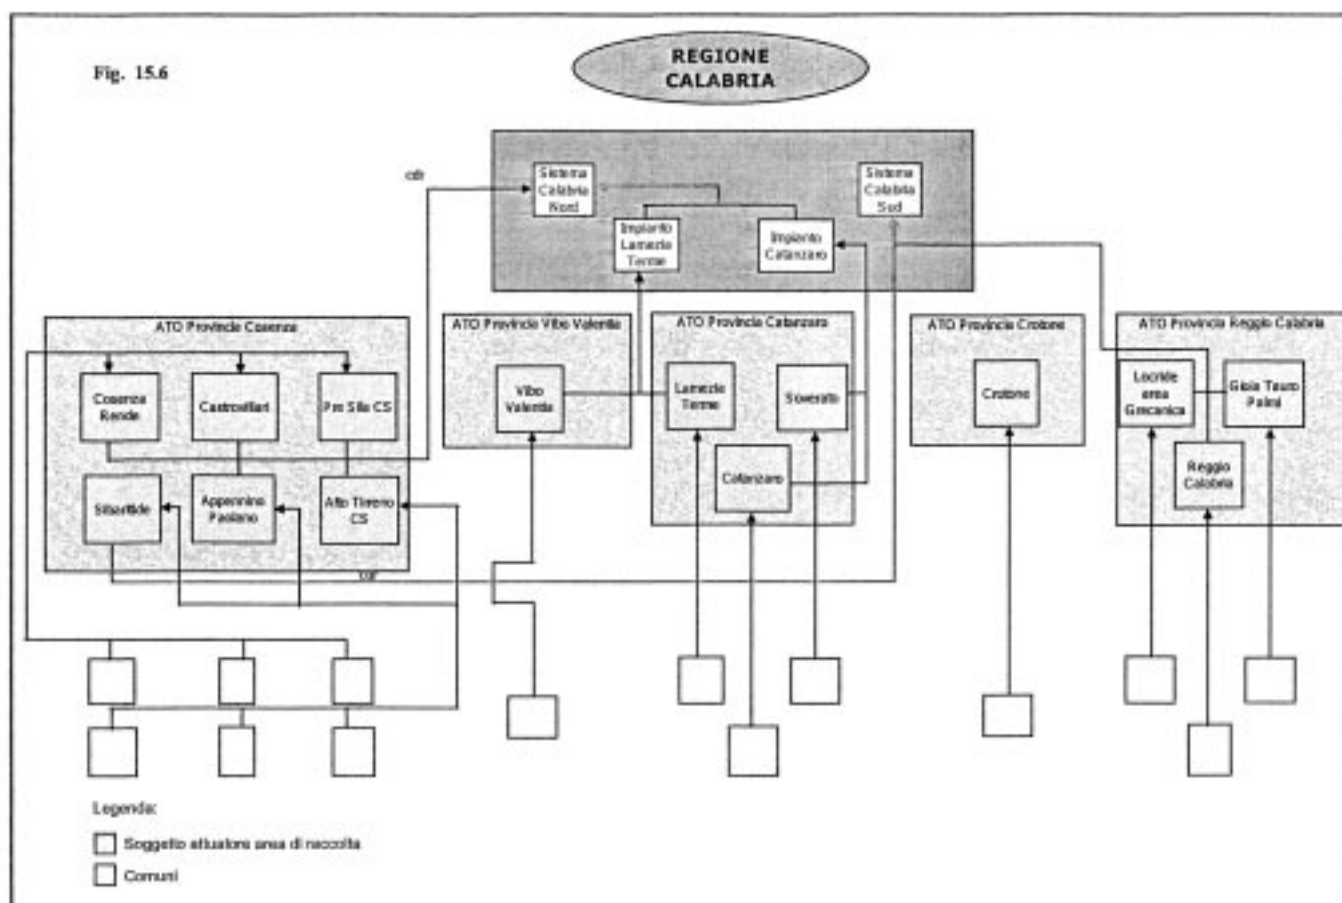 Fig. 15.6
REGIONE
CALABRIA
cdr
Sistema
Calabria
Nord
Sistema
Calabria
Sud
Impianto
Lamezia
Terme
Impianto
Catanzaro
ATO Provincia Cosenza
ATO Provincia Vibo Valentia
ATO Provincia Catanzaro
ATO Provincia Crotone
ATO Provincia Reggio Calabria
Cosenza
Rende
Castrovillari
Pre Sila CS
Vibo
Valentia
Lamezia
Terme
Soverato
Crotone
Locride
area
Grecanica
Gioia Tauro
Palmi
Sibaritide
Appennino
Paolano
Alto Tirreno
CS
Catanzaro
Reggio
Calabria
cdr
Legenda:
Soggetto attuatore area di raccolta
Comuni